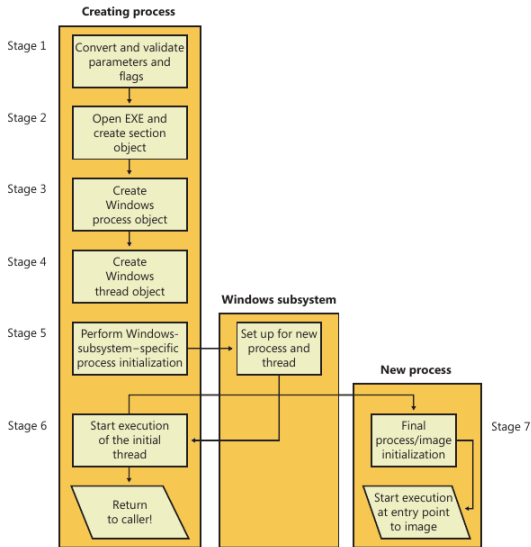 Creating process
Stage 1
Convert and validate
parameters and
flags
Stage 2
Open EXE and
create section
object
Stage 3
Create
Windows
process object
Stage 4
Create
Windows
thread object
Windows subsystem
Stage 5
Perform Windows-
subsystem–specific
process initialization
Set up for new
process and
thread
New process
Stage 6
Start execution
of the initial
thread
Final
process/image
initialization
Stage 7
Return
to caller!
Start execution
at entry point
to image